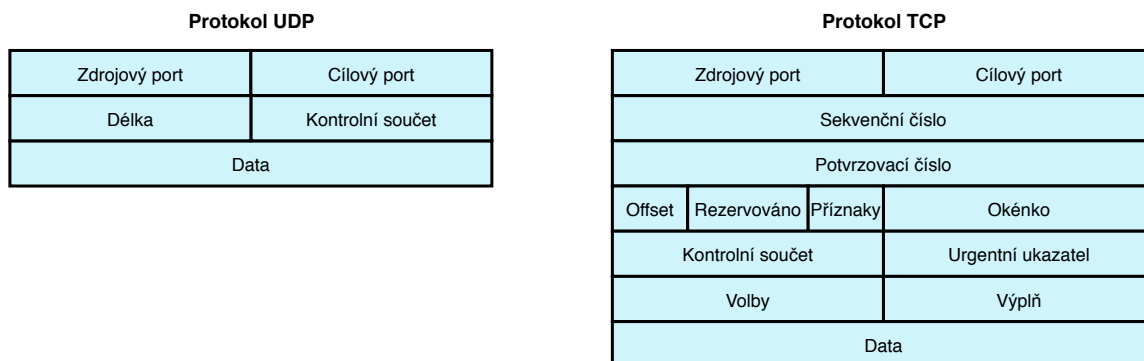 Protokol UDP
Zdrojový port Cílový port
Délka Kontrolní součet
Data
Protokol TCP
Zdrojový port Cílový port
Sekvenční číslo
Potvrzovací číslo
Offset Rezervováno Příznaky Okénko
Kontrolní součet Urgentní ukazatel
Volby Výplň
Data